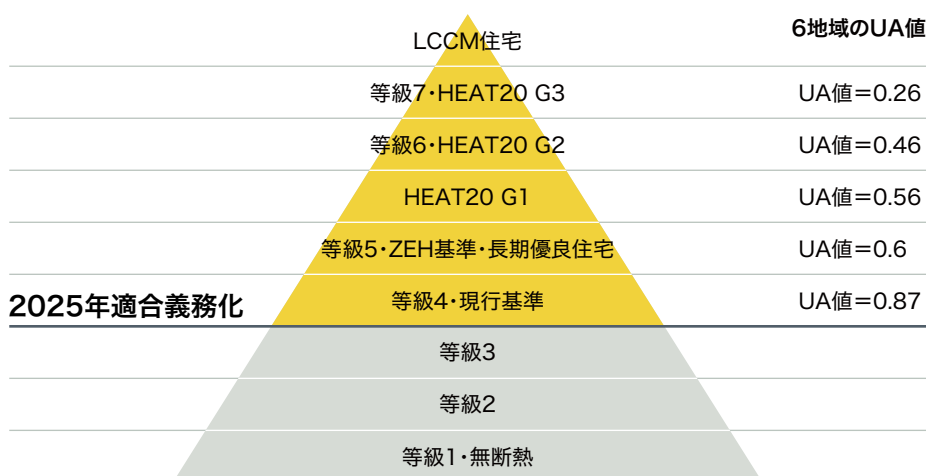 6地域のUA値
LCCM住宅
等級7・HEAT20 G3
UA値＝0.26
等級6・HEAT20 G2
UA値＝0.46
HEAT20 G1
UA値＝0.56
等級5・ZEH基準・長期優良住宅
UA値＝0.6
2025年適合義務化
等級4・現行基準
UA値＝0.87
等級3
等級2
等級1・無断熱